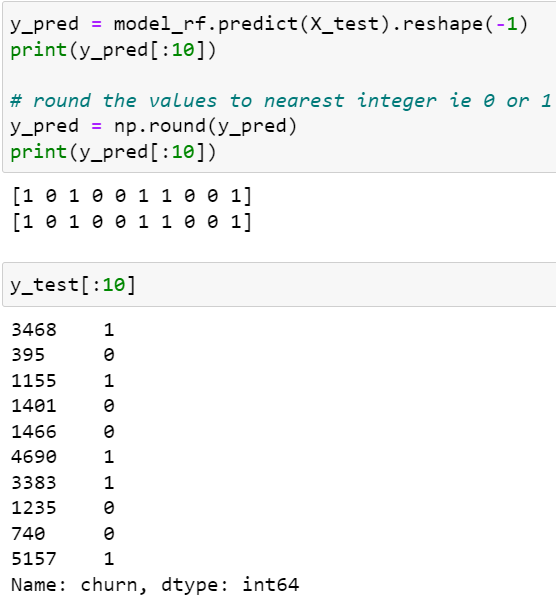 y_pred = model_rf.predict(X_test).reshape(-1)
print(y_pred[:10])
# round the values to nearest integer ie 0 or 1
y_pred = np.round(y_pred)
print(y_pred[:10])
[1 0 1 0 0 1 1 0 0 1]
[1 0 1 0 0 1 1 0 0 1]
y_test[:10]
3468    1
395     0
1155    1
1401    0
1466    0
4690    1
3383    1
1235    0
740     0
5157    1
Name: churn, dtype: int64